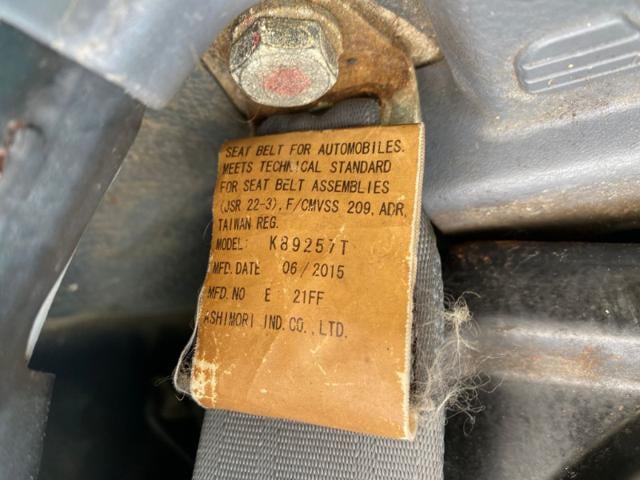 SEAT BELT FOR AUTOMOBILES.
MEETS TECHNICAL STANDARD
FOR SEAT BELT ASSEMBLIES
(JSR 22-3), F/CMVSS 209, ADR,
TAIWAN REG.
MODEL: K89257T
MFD. DATE 06/2015
MFD. NO E 21FF
ASHIMORI IND. CO., LTD.